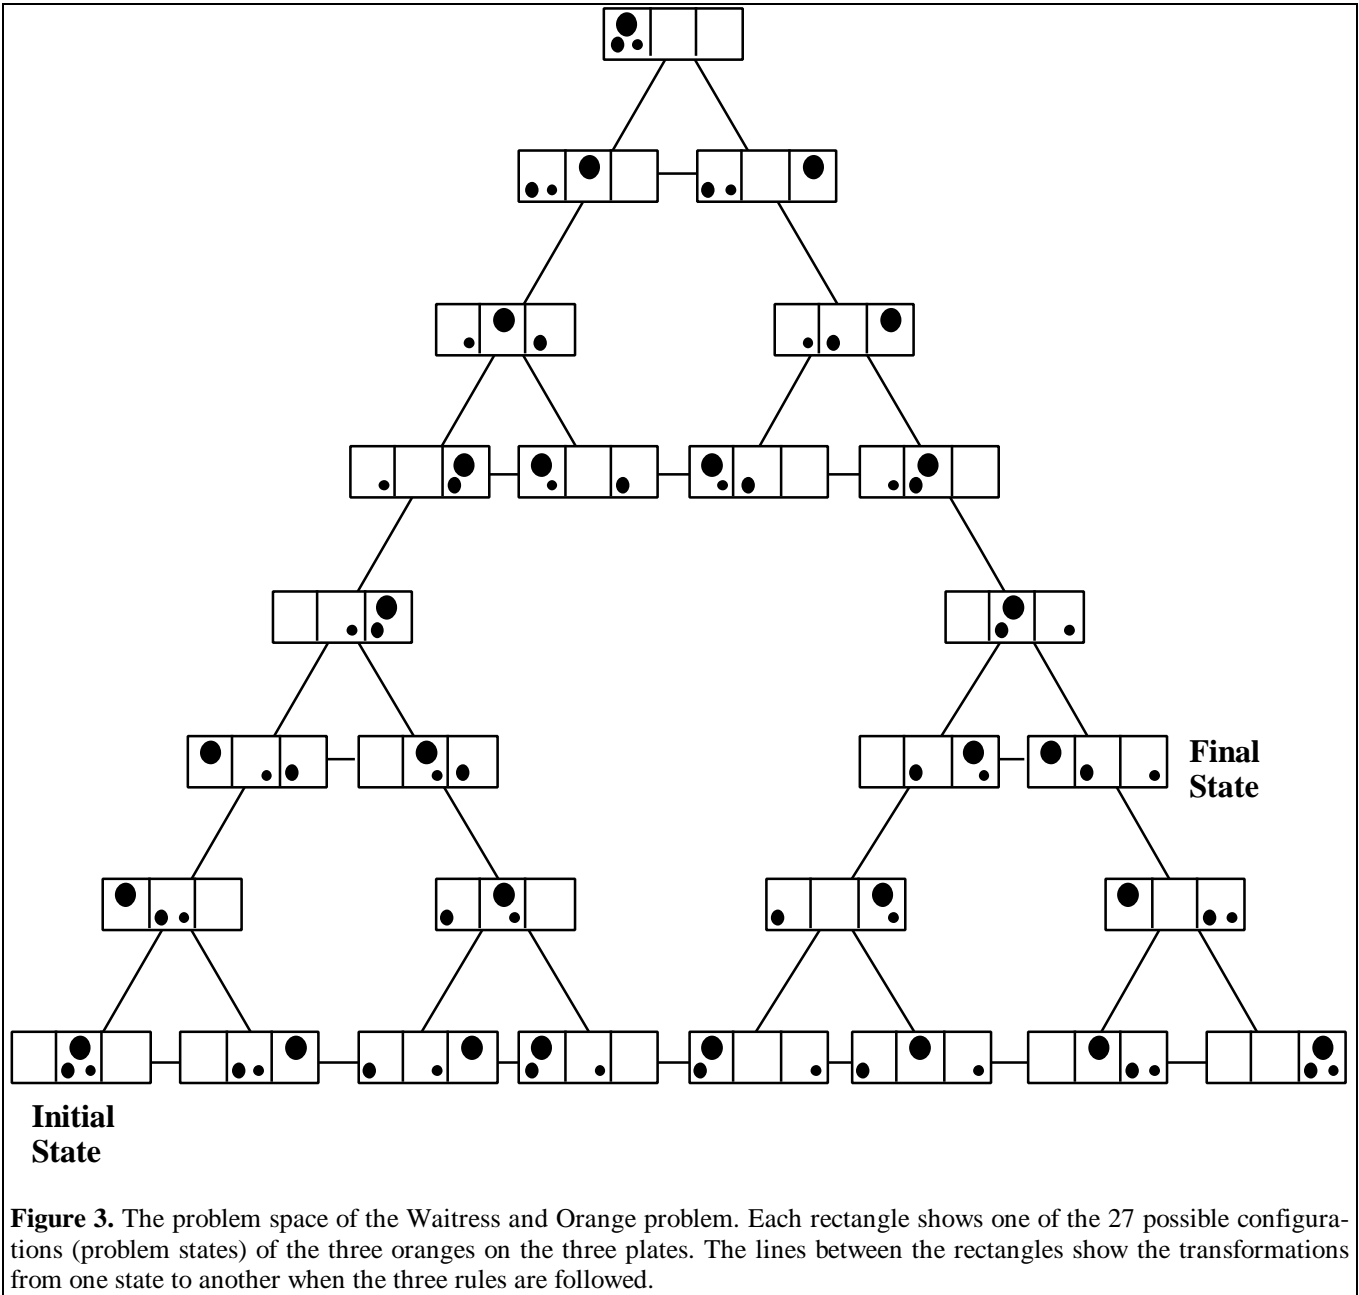 Final
State
Initial
State
Figure 3. The problem space of the Waitress and Orange problem. Each rectangle shows one of the 27 possible configura-
tions (problem states) of the three oranges on the three plates. The lines between the rectangles show the transformations
from one state to another when the three rules are followed.